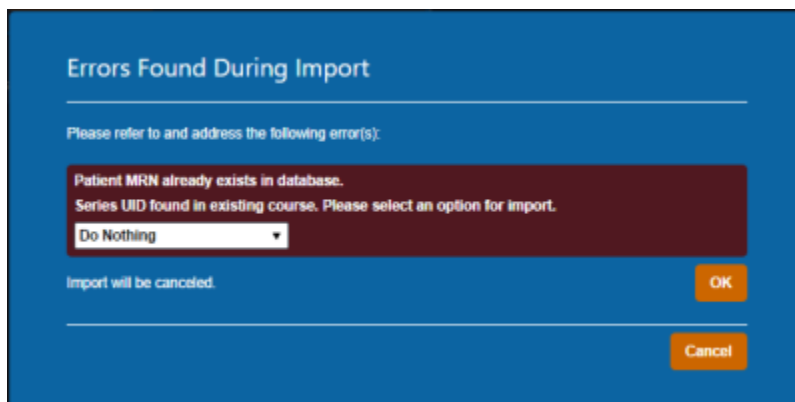 Errors Found During Import
Please refer to and address the following error(s):
Patient MRN already exists in database.
Series UID found in existing course. Please select an option for import.
Do Nothing
Import will be canceled.
OK
Cancel